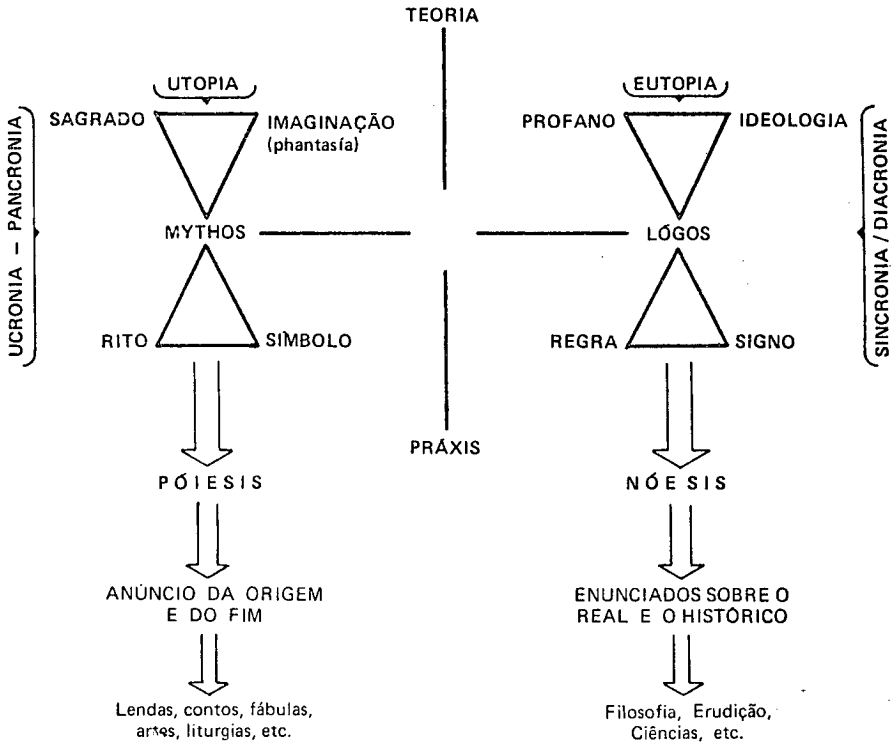 TEORIA
UTOPIA
EUTOPIA
SAGRADO
IMAGINAÇÃO
(phantasía)
PROFANO
IDEOLOGIA
UCRONIA – PANCRONIA
MYTHOS
LÓGOS
SINCRONIA / DIACRONIA
RITO
SÍMBOLO
REGRA
SIGNO
PRÁXIS
PÓIESIS
NÓESIS
ANÚNCIO DA ORIGEM
E DO FIM
ENUNCIADOS SOBRE O
REAL E O HISTÓRICO
Lendas, contos, fábulas,
artes, liturgias, etc.
Filosofia, Erudição,
Ciências, etc.